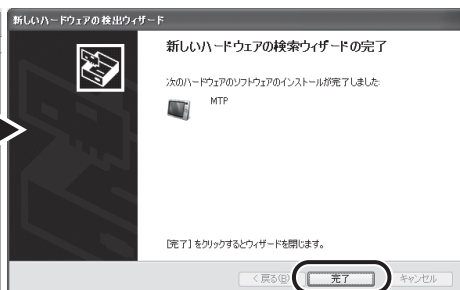 新しいハードウェアの検出ウィザード
新しいハードウェアの検索ウィザードの完了
次のハードウェアのソフトウェアのインストールが完了しました:
MTP
[完了] をクリックするとウィザードを閉じます。
< 戻る(B) 完了 キャンセル